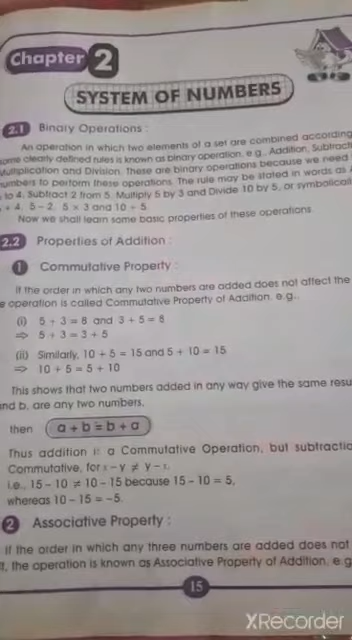 Chapter 2
SYSTEM OF NUMBERS
2.1 Binary Operations :
An operation in which two elements of a set are combined according
some clearly defined rules is known as binary operation, e.g., Addition, Subtract
Multiplication and Division. These are binary operations because we need
numbers to perform these operations. The rule may be stated in words as
to 4, Subtract 2 from 5, Multiply 5 by 3 and Divide 10 by 5, or symbolical
+ 4, 5 - 2, 5 × 3 and 10 ÷ 5.
Now we shall learn some basic properties of these operations.
2.2 Properties of Addition :
1 Commutative Property :
If the order in which any two numbers are added does not affect the
e operation is called Commutative Property of Addition, e.g.,
(i) 5 + 3 = 8 and 3 + 5 = 8
⇒ 5 + 3 = 3 + 5
(ii) Similarly, 10 + 5 = 15 and 5 + 10 = 15
⇒ 10 + 5 = 5 + 10
This shows that two numbers added in any way give the same resu
and b, are any two numbers,
then a + b = b + a
Thus addition is a Commutative Operation, but subtractio
Commutative, for x - y ≠ y - x.
i.e., 15 - 10 ≠ 10 - 15 because 15 - 10 = 5,
whereas 10 - 15 = -5.
2 Associative Property :
If the order in which any three numbers are added does not
t, the operation is known as Associative Property of Addition, e.g
15
XRecorder